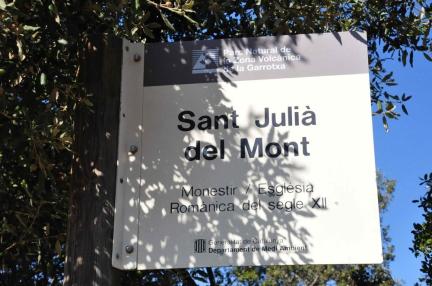 Parc Natural de
la Zona Volcànica
de la Garrotxa
Sant Julià
del Mont
Monestir / Església
Romànica del segle XII
Generalitat de Catalunya
Departament de Medi Ambient